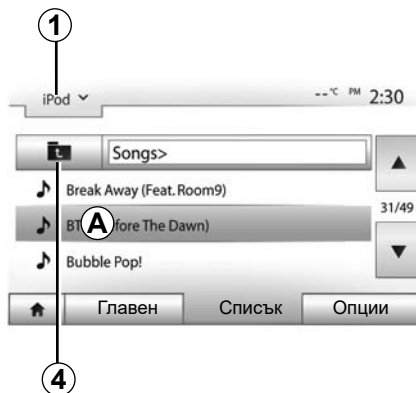 1
iPod --°C PM 2:30
Songs>
Break Away (Feat. Room9)
31/49
A
fore The Dawn)
Bubble Pop!
Главен Списък Опции
4